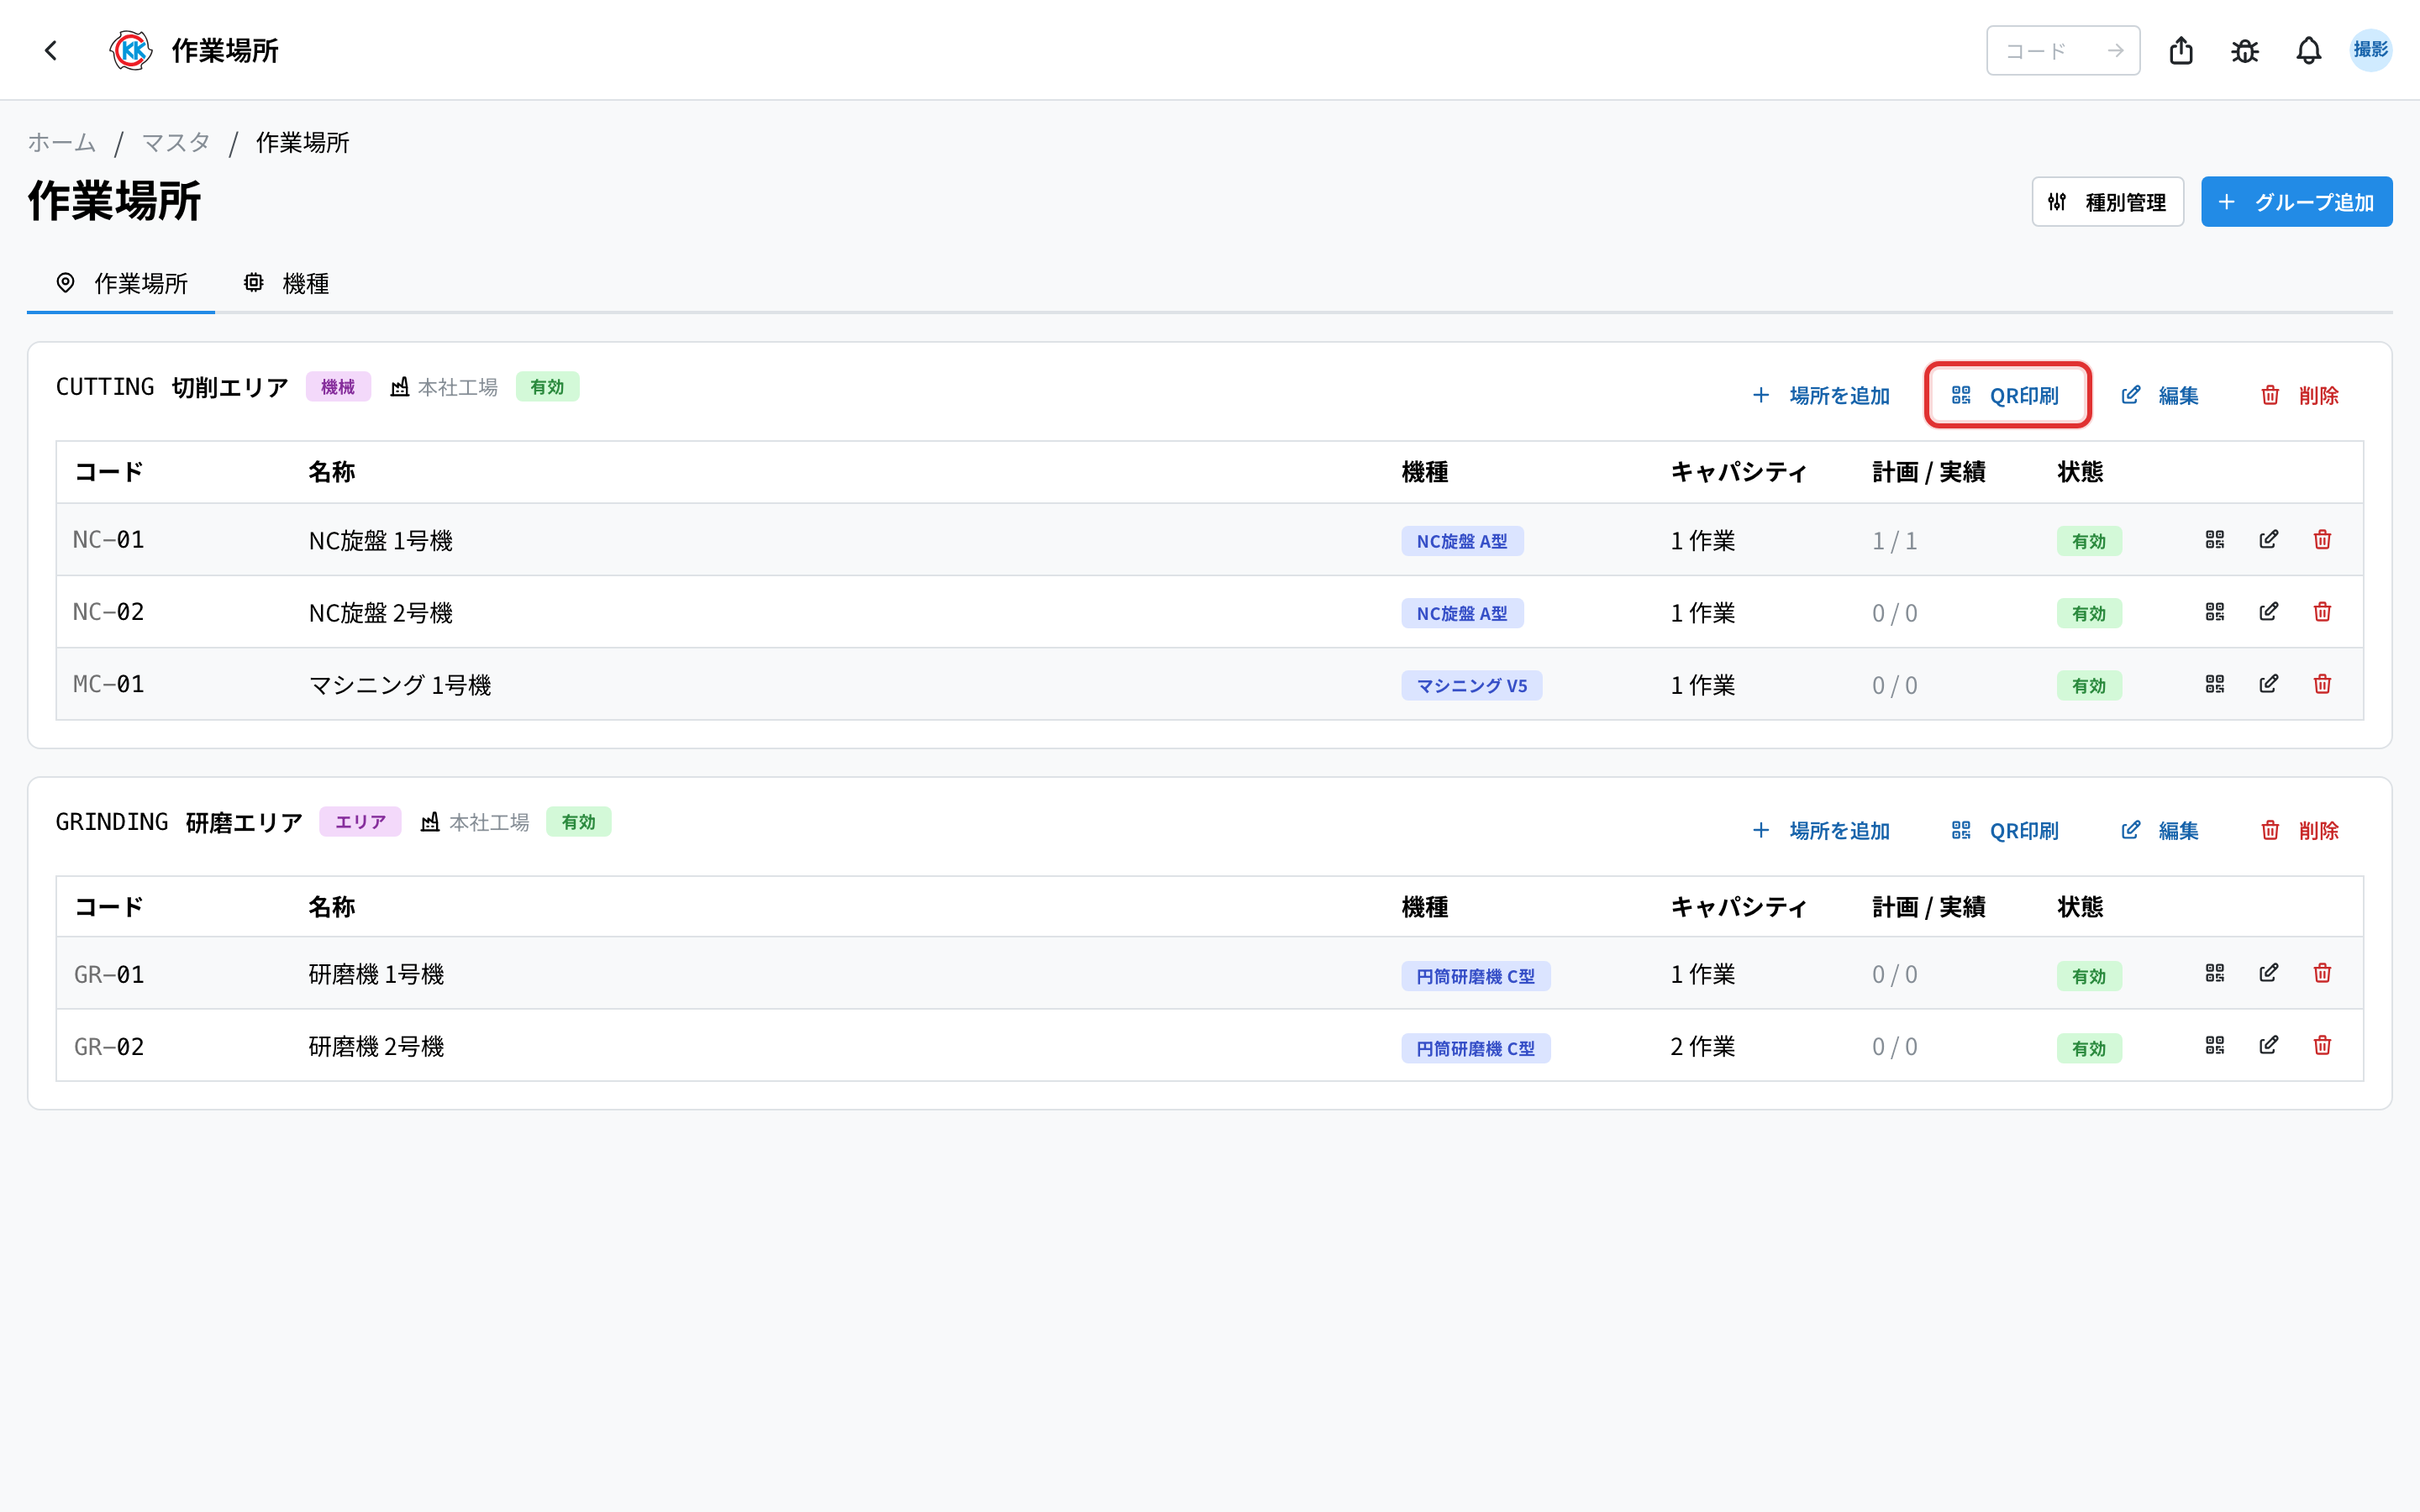 CKK 作業場所 コード 撮影
ホーム / マスタ / 作業場所
作業場所 種別管理 グループ追加
作業場所 機種
CUTTING 切削エリア 機械 本社工場 有効 場所を追加 QR印刷 編集 削除
コード 名称 機種 キャパシティ 計画 / 実績 状態
NC-01 NC旋盤 1号機 NC旋盤 A型 1 作業 1 / 1 有効
NC-02 NC旋盤 2号機 NC旋盤 A型 1 作業 0 / 0 有効
MC-01 マシニング 1号機 マシニング V5 1 作業 0 / 0 有効
GRINDING 研磨エリア エリア 本社工場 有効 場所を追加 QR印刷 編集 削除
コード 名称 機種 キャパシティ 計画 / 実績 状態
GR-01 研磨機 1号機 円筒研磨機 C型 1 作業 0 / 0 有効
GR-02 研磨機 2号機 円筒研磨機 C型 2 作業 0 / 0 有効